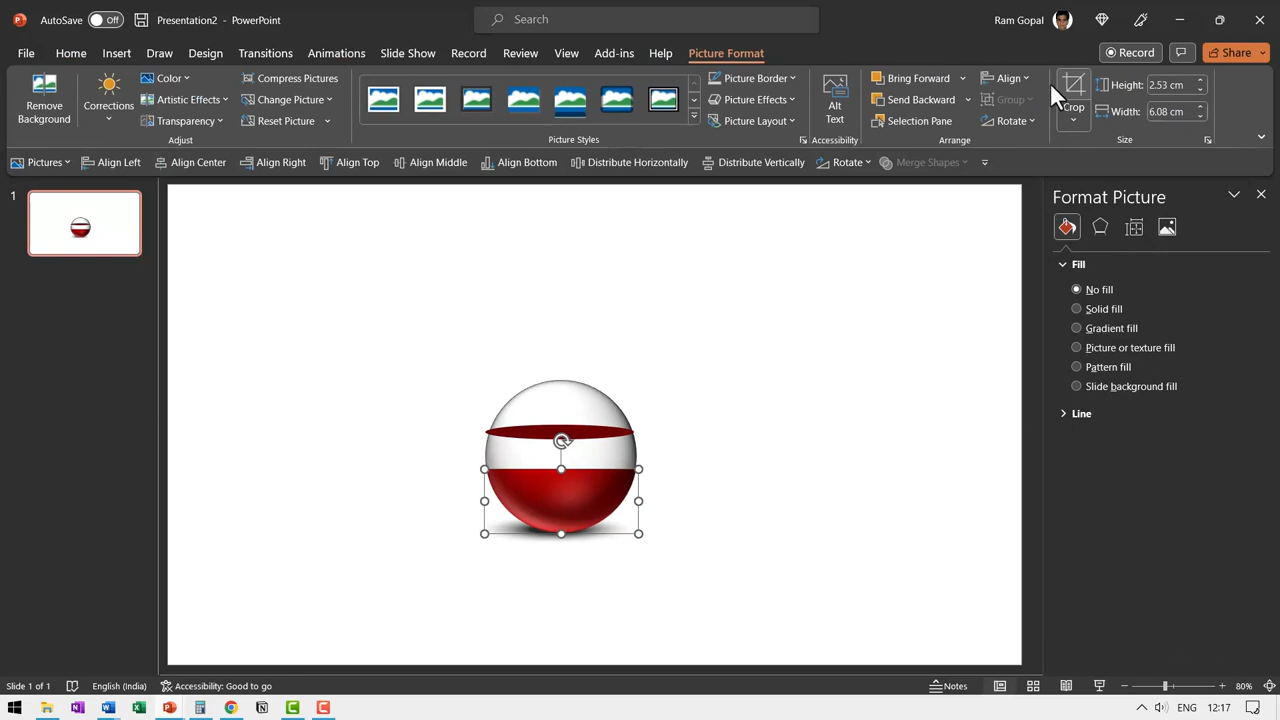 AutoSave Off Presentation2 - PowerPoint Search Ram Gopal
File Home Insert Draw Design Transitions Animations Slide Show Record Review View Add-ins Help Picture Format Record Share
Remove Background
Corrections
Color
Artistic Effects
Transparency
Compress Pictures
Change Picture
Reset Picture
Adjust
Picture Styles
Picture Border
Picture Effects
Picture Layout
Alt Text
Accessibility
Bring Forward
Send Backward
Selection Pane
Align
Group
Rotate
Arrange
Crop
Height: 2.53 cm
Width: 6.08 cm
Size
Pictures Align Left Align Center Align Right Align Top Align Middle Align Bottom Distribute Horizontally Distribute Vertically Rotate Merge Shapes
1
Format Picture
Fill
No fill
Solid fill
Gradient fill
Picture or texture fill
Pattern fill
Slide background fill
Line
Slide 1 of 1 English (India) Accessibility: Good to go Notes 80%
ENG 12:17